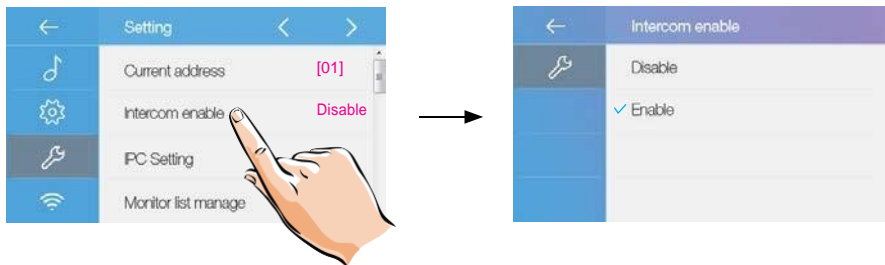 Setting
Current address [01]
Intercom enable Disable
IPC Setting
Monitor list manage
Intercom enable
Disable
Enable